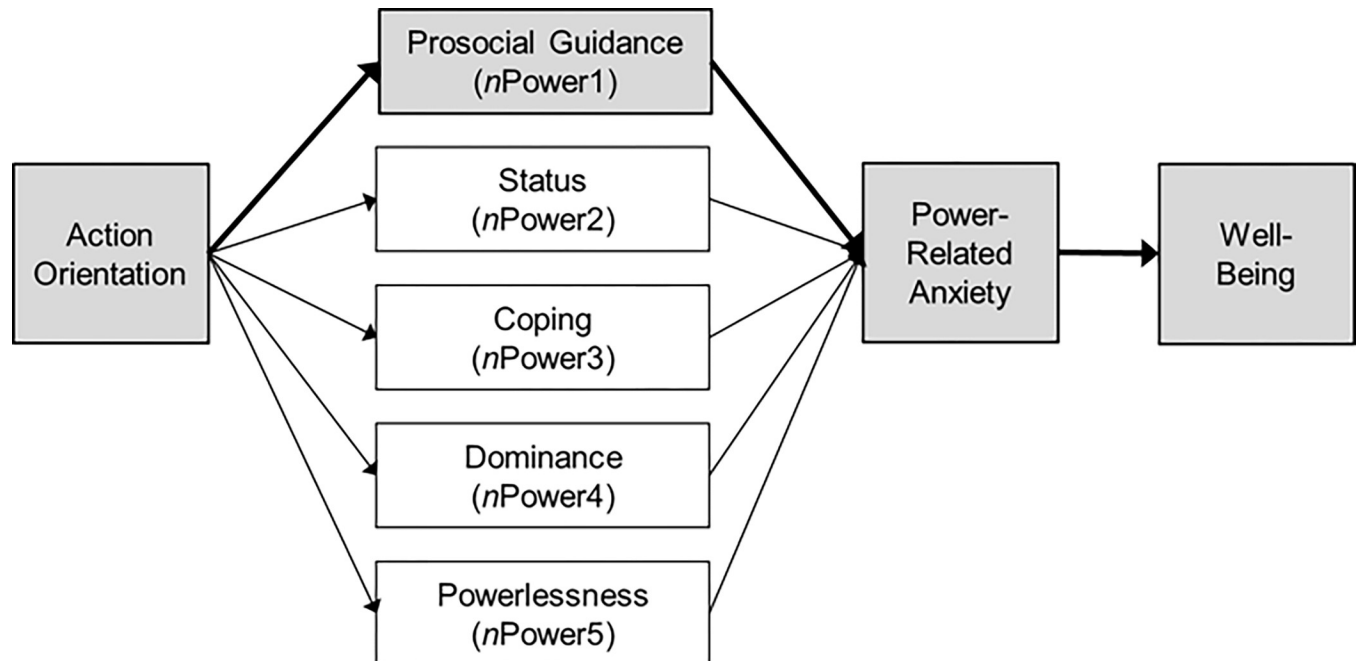 Prosocial Guidance
(nPower1)
Status
(nPower2)
Action
Orientation
Coping
(nPower3)
Power-
Related
Anxiety
Well-
Being
Dominance
(nPower4)
Powerlessness
(nPower5)